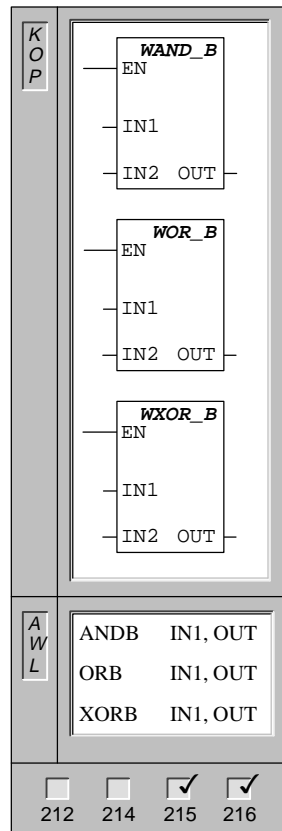 K
O
P
WAND_B
EN
IN1
IN2 OUT
WOR_B
EN
IN1
IN2 OUT
WXOR_B
EN
IN1
IN2 OUT
A
W
L
ANDB IN1, OUT
ORB IN1, OUT
XORB IN1, OUT
212 214 215 216